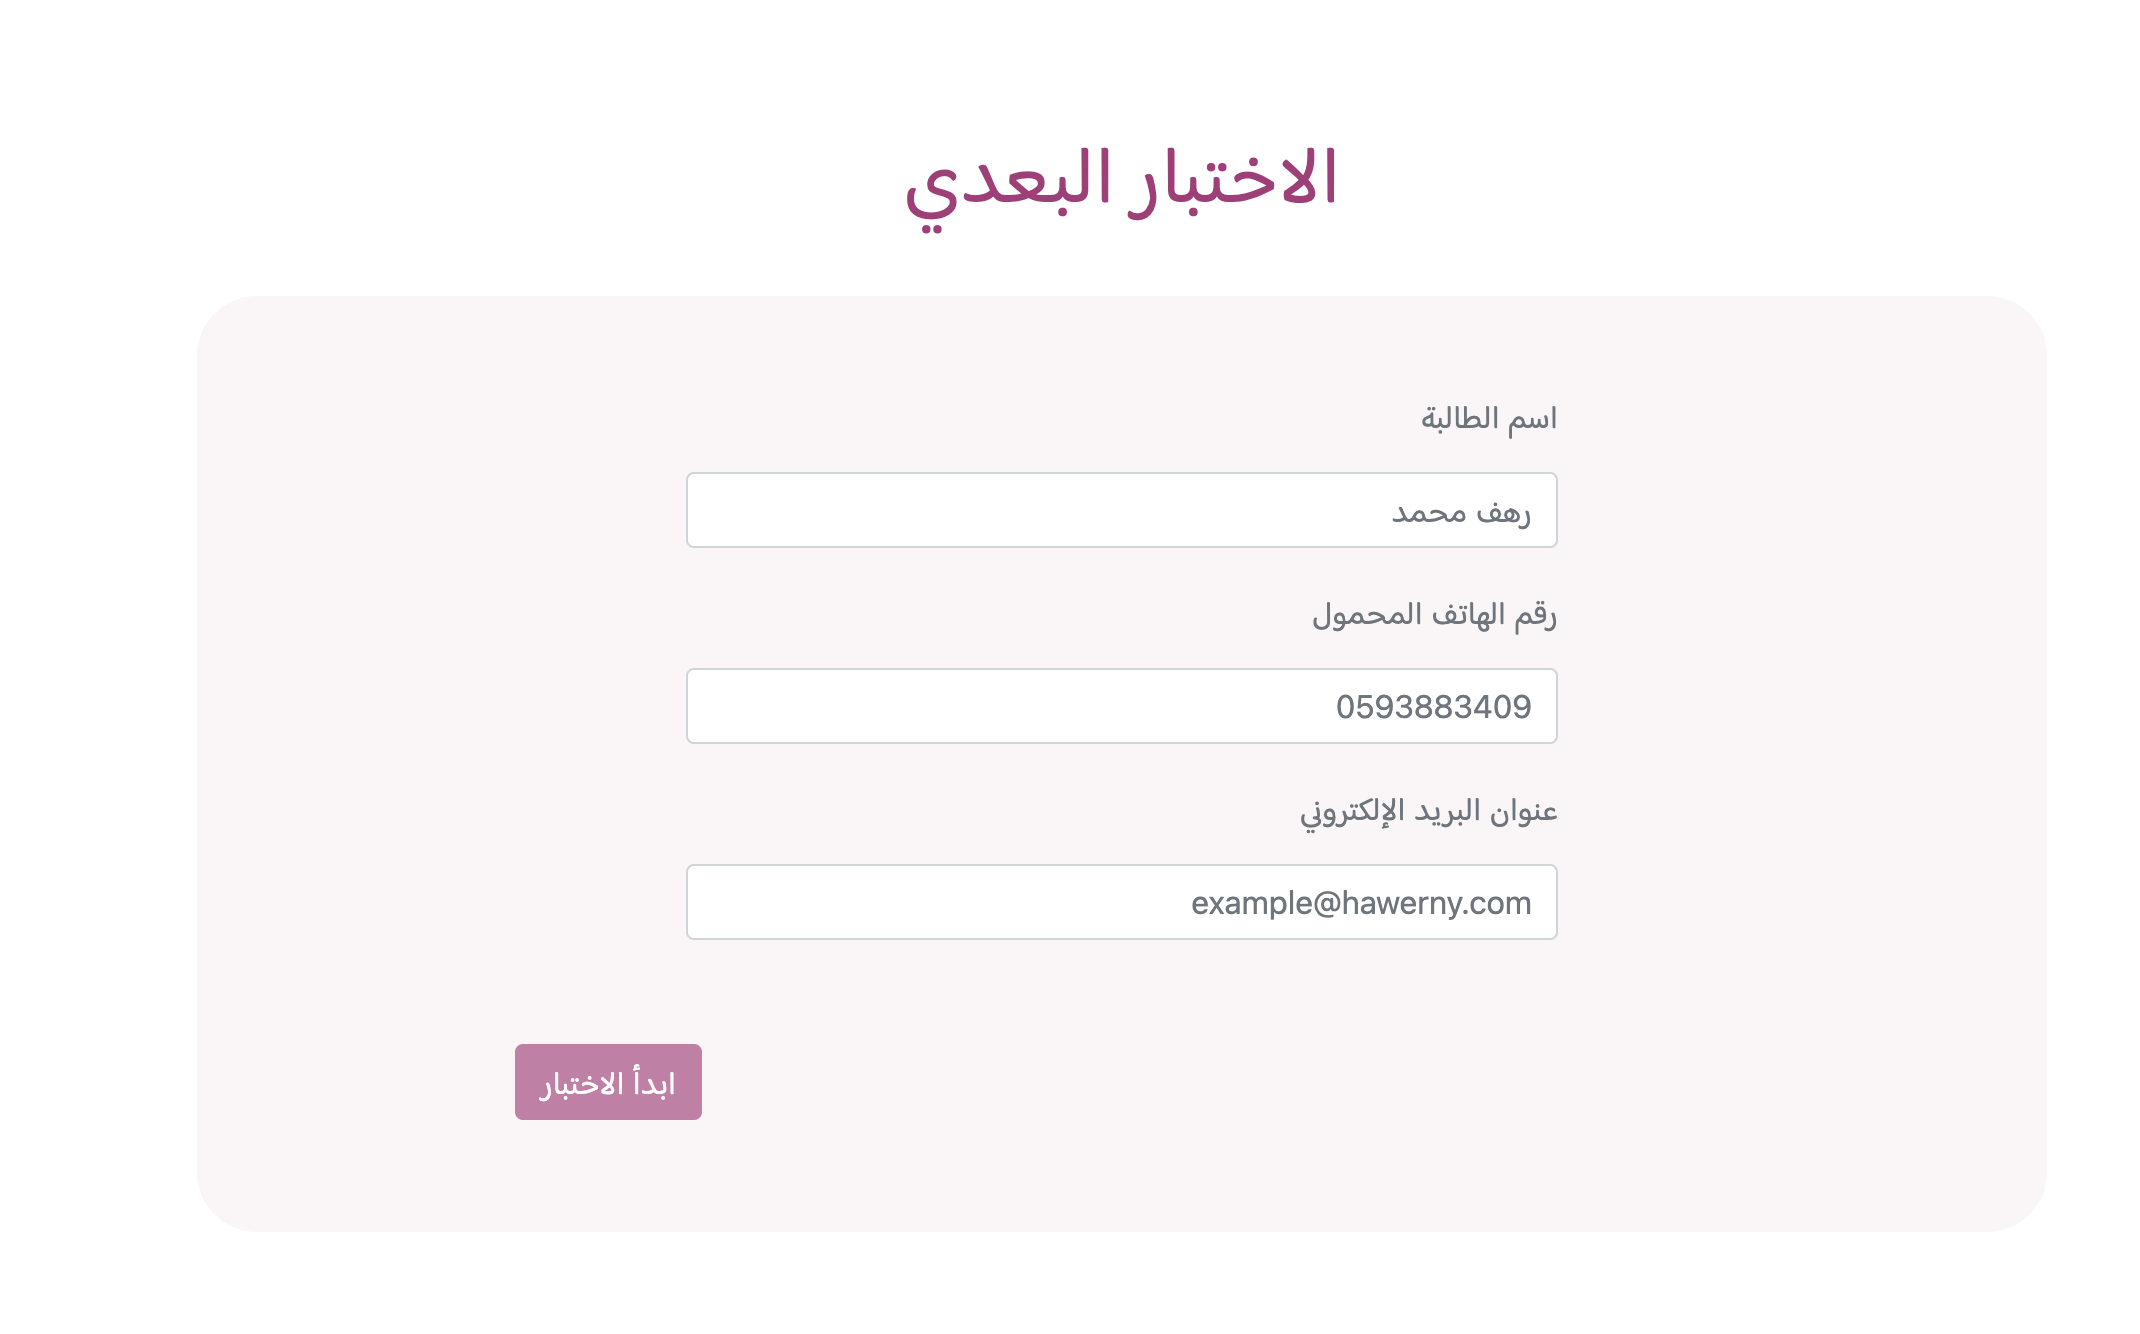 الاختبار البعدي
اسم الطالبة
رهف محمد
رقم الهاتف المحمول
0593883409
عنوان البريد الإلكتروني
example@hawerny.com
ابدأ الاختبار